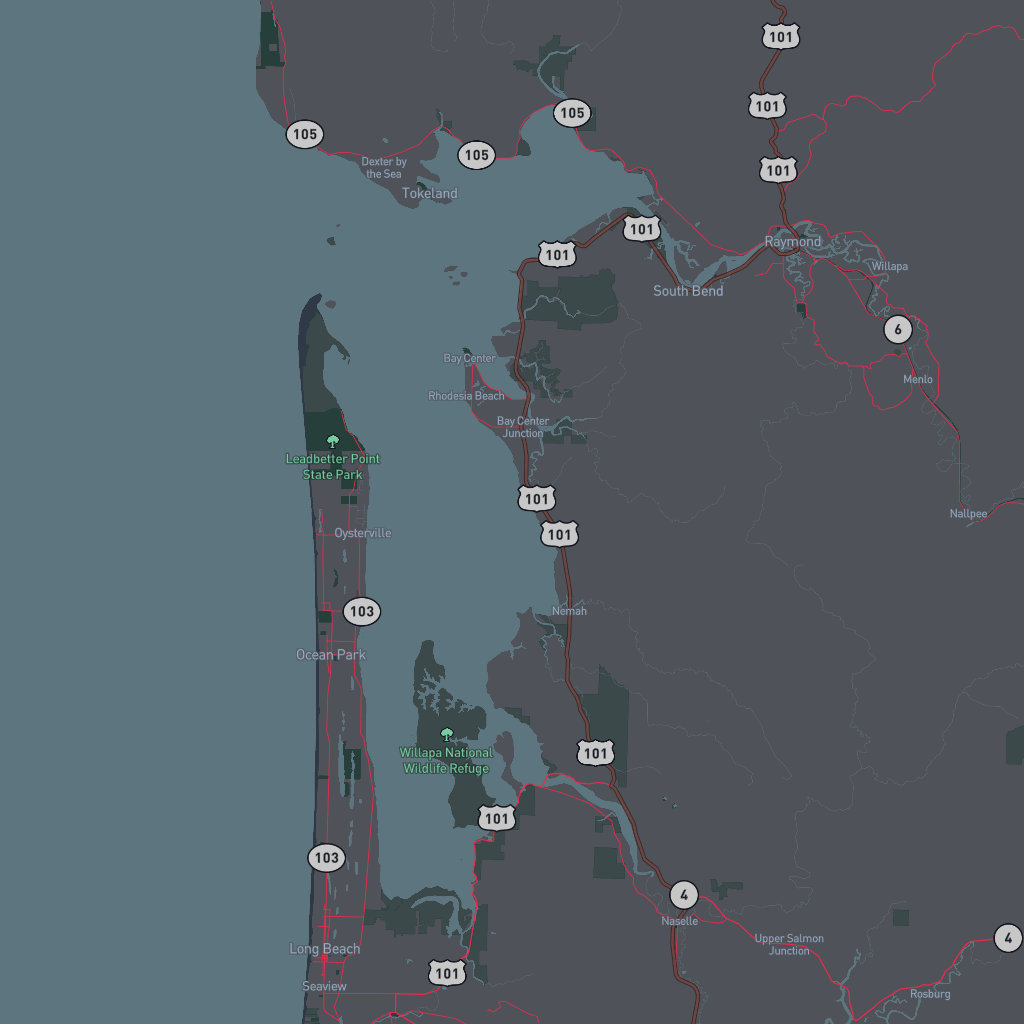 101
101
105
105
105
Dexter by
the Sea
101
Tokeland
101
Raymond
101
Willapa
South Bend
6
Bay Center
Menlo
Rhodesia Beach
Bay Center
Junction
Leadbetter Point
State Park
101
Nallpee
Oysterville
101
103
Nemah
Ocean Park
Willapa National
Wildlife Refuge
101
101
103
4
Naselle
Upper Salmon
Junction
4
Long Beach
101
Seaview
Rosburg